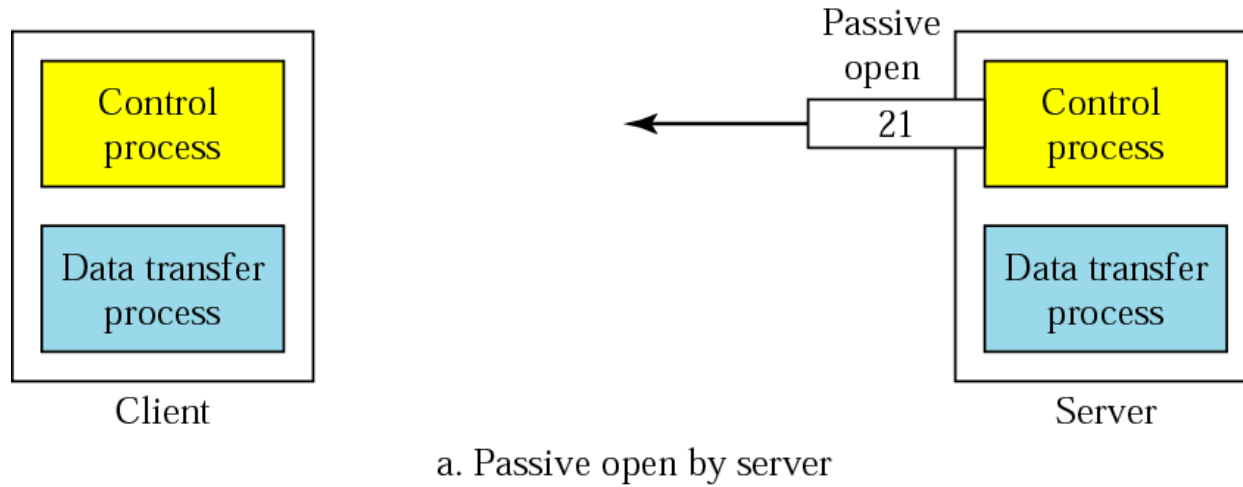 Passive
open
Control
process
21
Control
process
Data transfer
process
Data transfer
process
Client
Server
a. Passive open by server